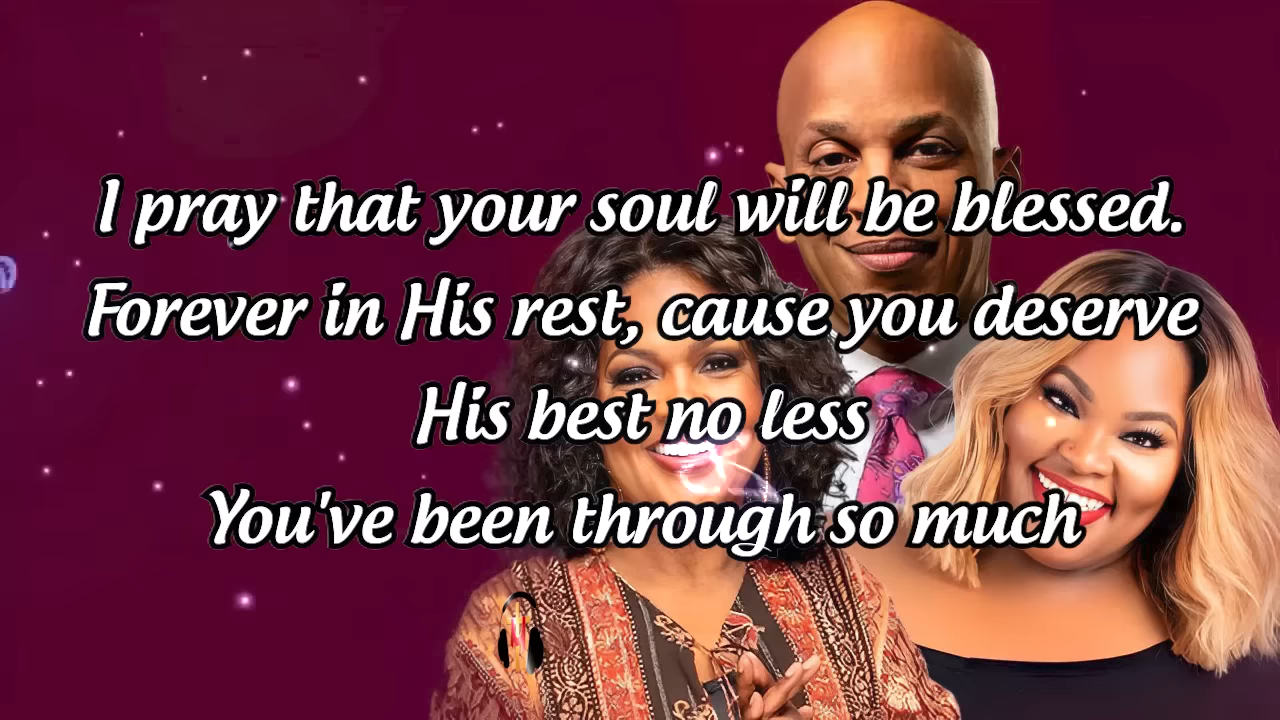 I pray that your soul will be blessed.
Forever in His rest, cause you deserve
His best no less
You've been through so much